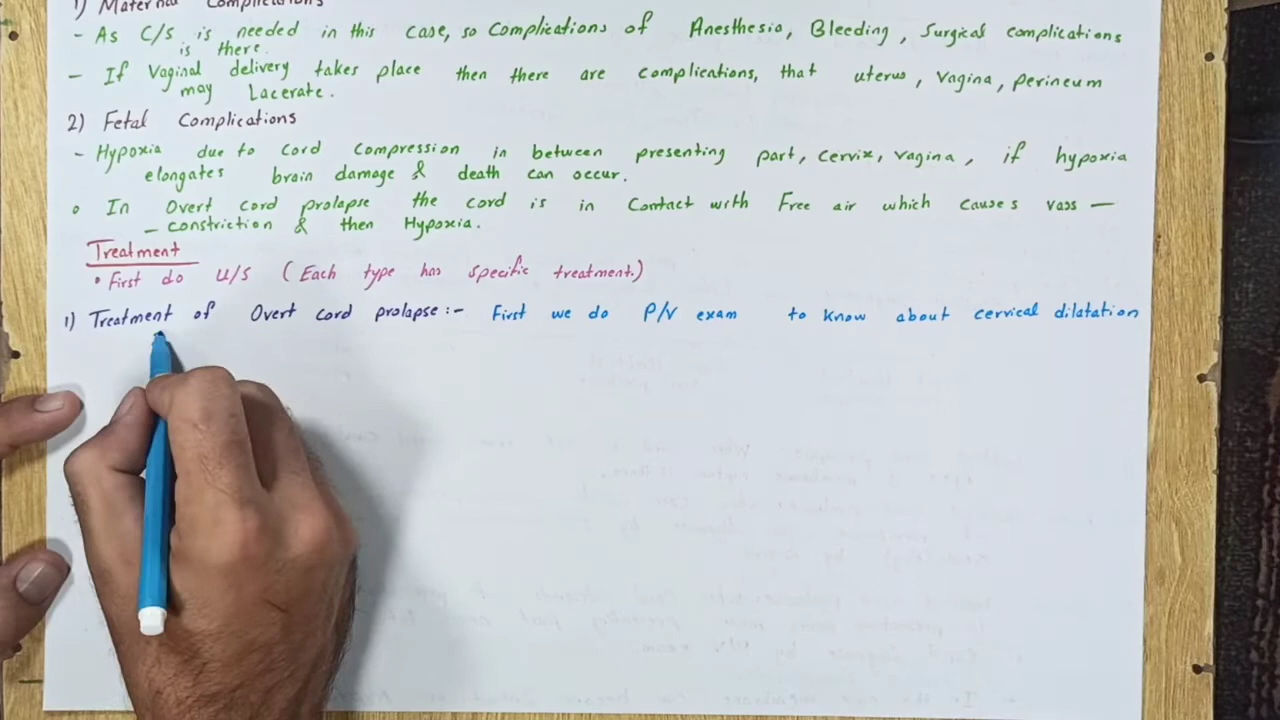 1) Maternal Complications
- As C/S is needed in this case, so Complications of Anesthesia, Bleeding, Surgical complications
is there.
- If Vaginal delivery takes place then there are complications, that uterus, vagina, perineum
may Lacerate.
2) Fetal Complications
- Hypoxia due to cord compression in between presenting part, cervix, vagina, if hypoxia
elongates brain damage & death can occur.
• In Overt cord prolapse the cord is in Contact with Free air which causes vaso -
- constriction & then Hypoxia.
Treatment
• First do U/S (Each type has specific treatment.)
1) Treatment of Overt cord prolapse:- First we do P/V exam to know about cervical dilatation